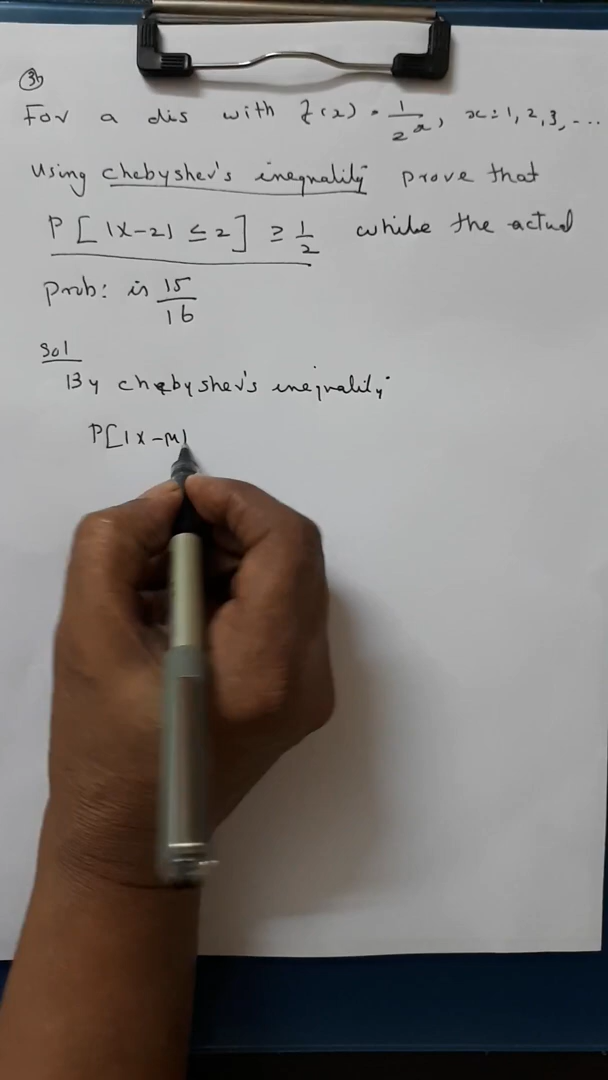 3)
For a dis with f(x) = 1/2^x, x = 1, 2, 3, ...
Using chebyshev's inequality prove that
P[|X-2| ≤ 2] ≥ 1/2 while the actual
Prob: is 15/16
Sol
By chebyshev's inequality
P[|X-M|